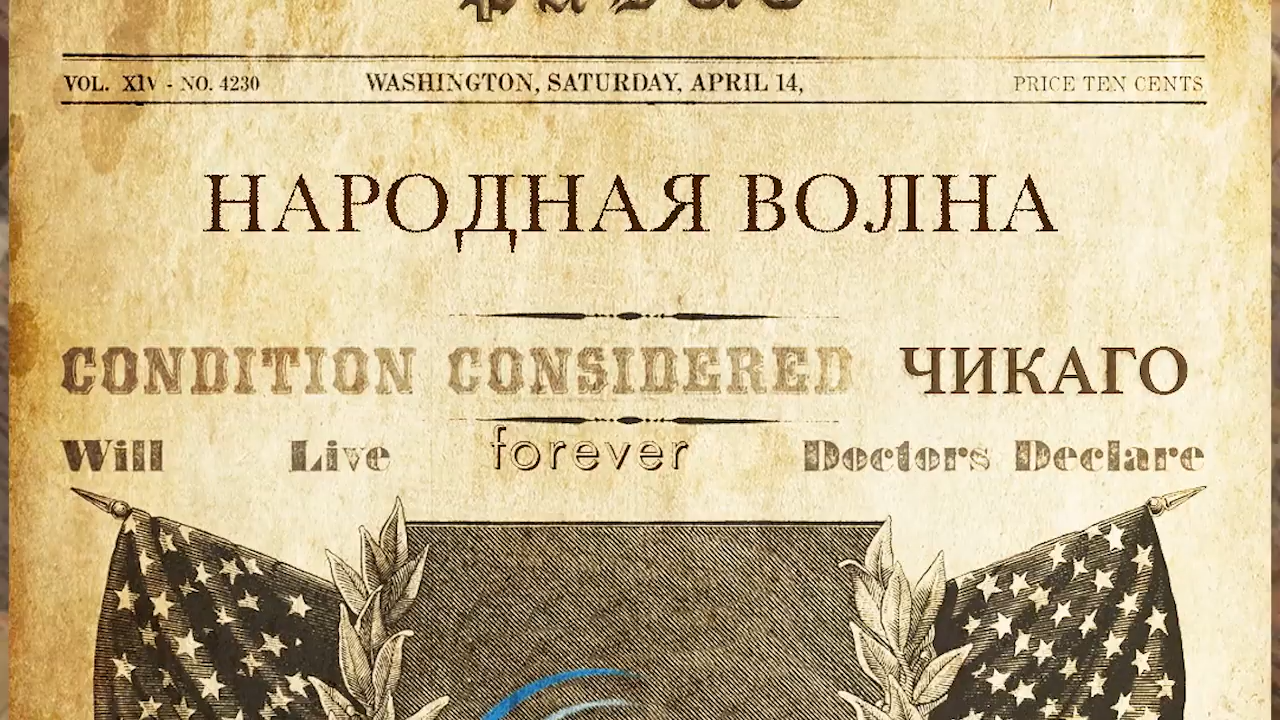 VOL. XIV - NO. 4230 WASHINGTON, SATURDAY, APRIL 14, PRICE TEN CENTS
НАРОДНАЯ ВОЛНА
CONDITION CONSIDERED ЧИКАГО
Will Live forever Doctors Declare